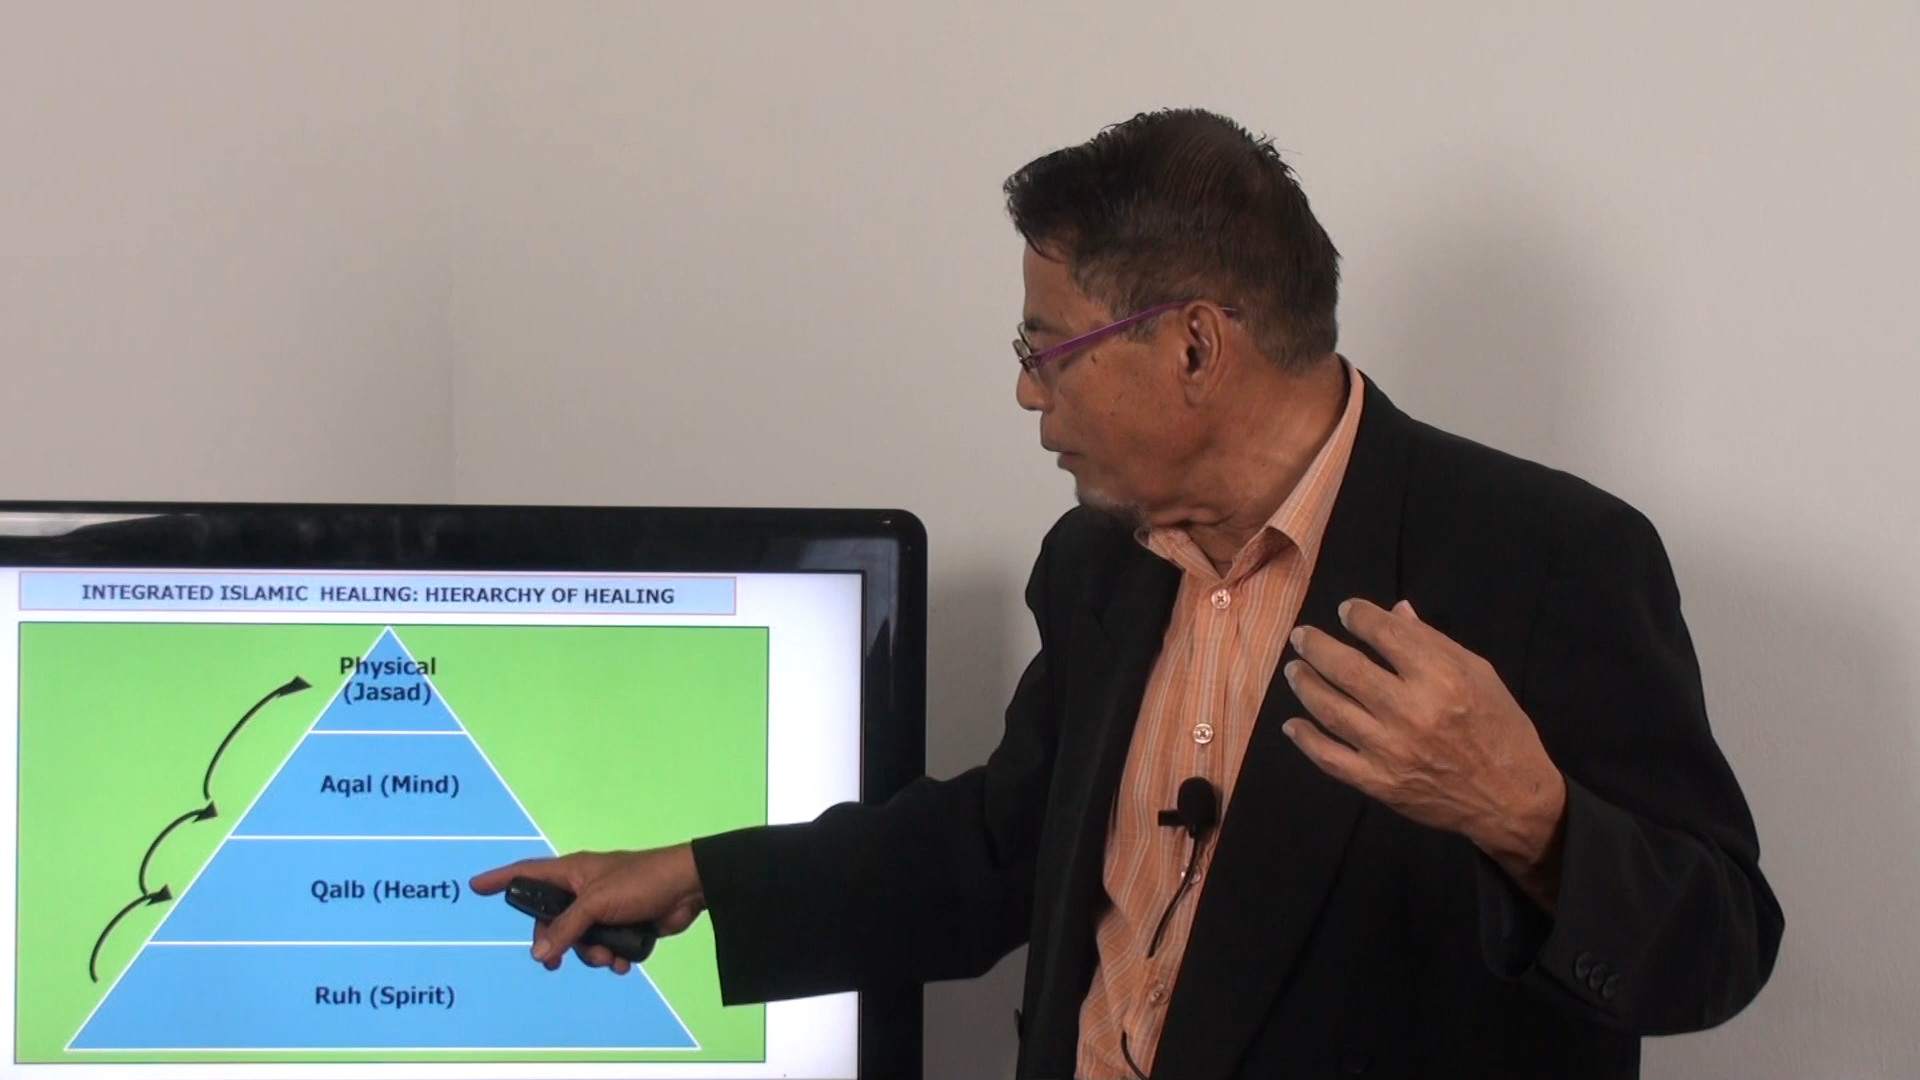 INTEGRATED ISLAMIC HEALING: HIERARCHY OF HEALING
Physical
(Jasad)
Aqal (Mind)
Qalb (Heart)
Ruh (Spirit)